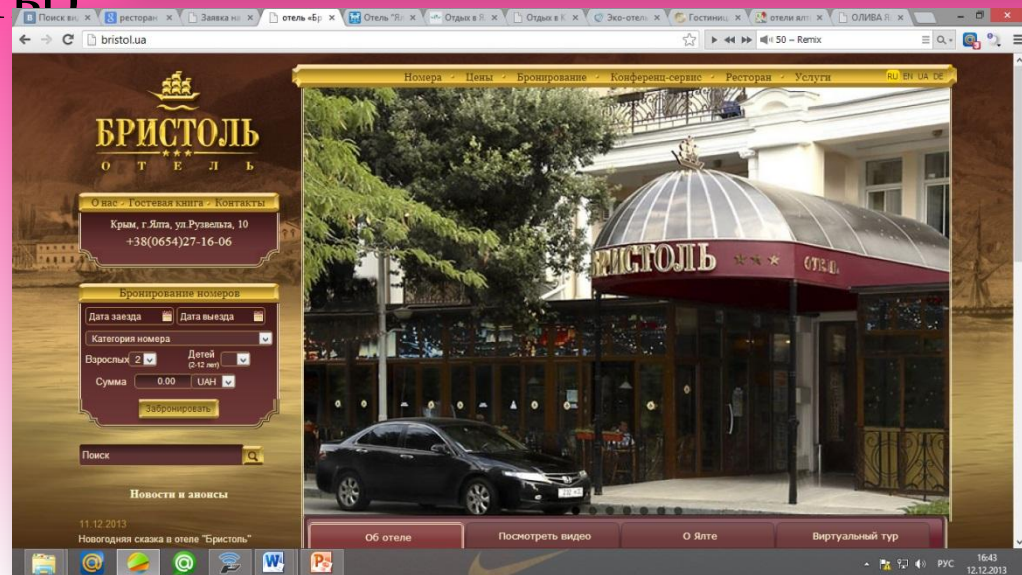 Поиск ви,
ресторан
Заявка на
отель «Бр
Отель "Ял
Отдых в Я
Отдых в К
Эко-отель
Гостиниц
отели ялт
ОЛИВА Я
bristol.ua
50 – Remix
Номера - Цены - Бронирование - Конференц-сервис - Ресторан - Услуги
RU EN UA DE
БРИСТОЛЬ
ОТЕЛЬ
О нас - Гостевая книга - Контакты
Крым, г.Ялта, ул.Рузвельта, 10
+38(0654)27-16-06
Бронирование номеров
Дата заезда Дата выезда
Категория номера
Взрослых 2 Детей
(2-12 лет)
Сумма 0.00 UAH
Забронировать
Поиск
Новости и анонсы
11.12.2013
Новогодняя сказка в отеле "Бристоль"
БРИСТОЛЬ *** ОТЕЛЬ
Об отеле
Посмотреть видео
О Ялте
Виртуальный тур
РУС
16:43
12.12.2013